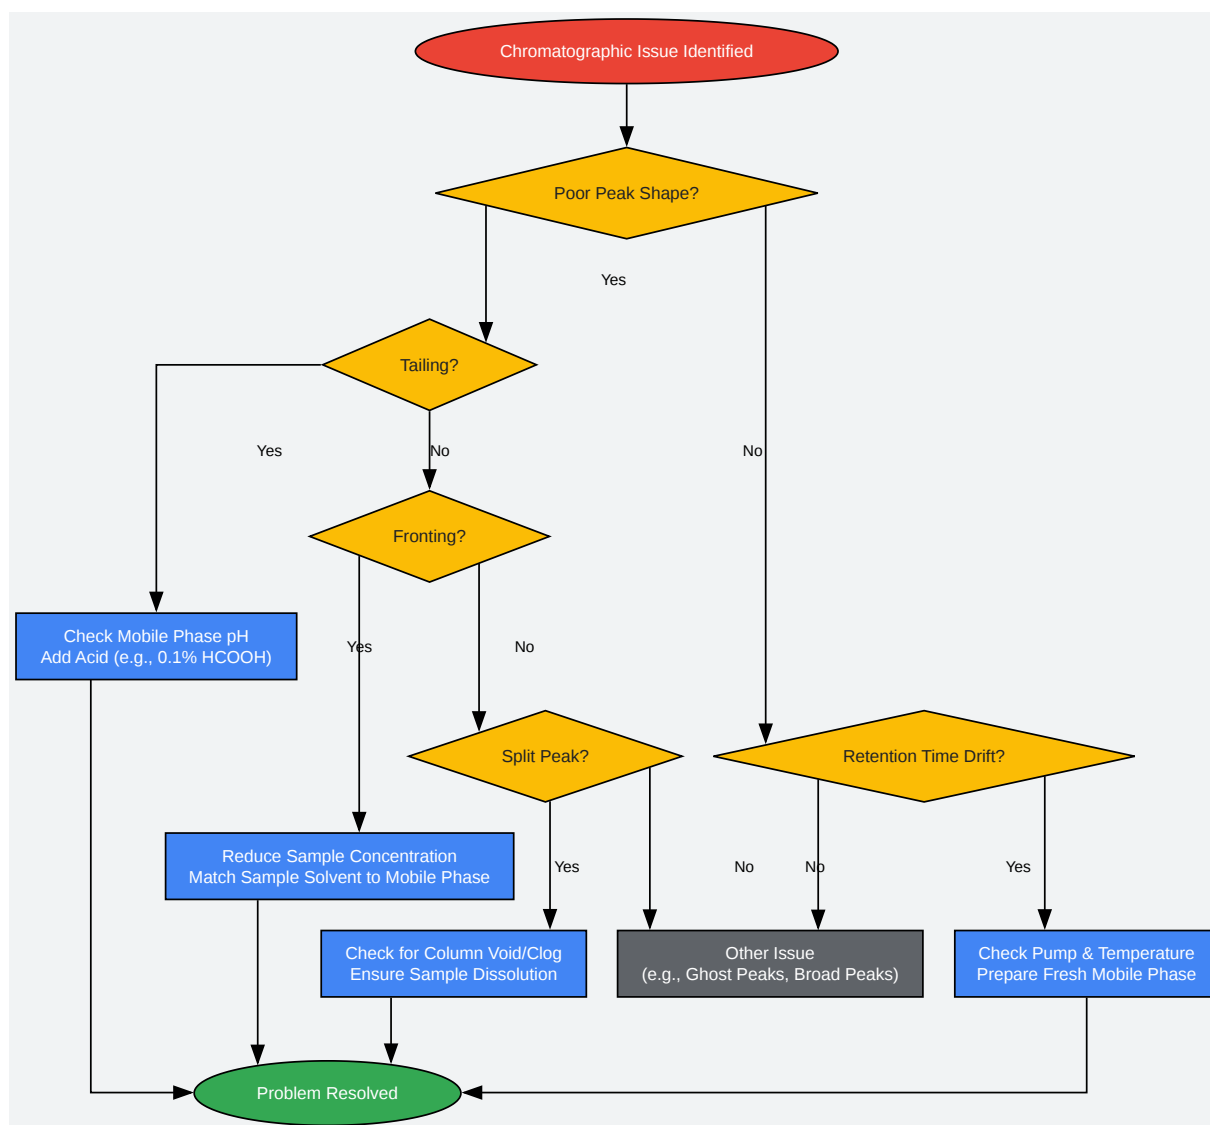 Chromatographic Issue Identified
Poor Peak Shape?
Yes
Tailing?
Yes
No
No
Fronting?
Check Mobile Phase pH
Add Acid (e.g., 0.1% HCOOH)
Yes
No
Split Peak?
Retention Time Drift?
Reduce Sample Concentration
Match Sample Solvent to Mobile Phase
Yes
No
No
Yes
Check for Column Void/Clog
Ensure Sample Dissolution
Other Issue
(e.g., Ghost Peaks, Broad Peaks)
Check Pump & Temperature
Prepare Fresh Mobile Phase
Problem Resolved